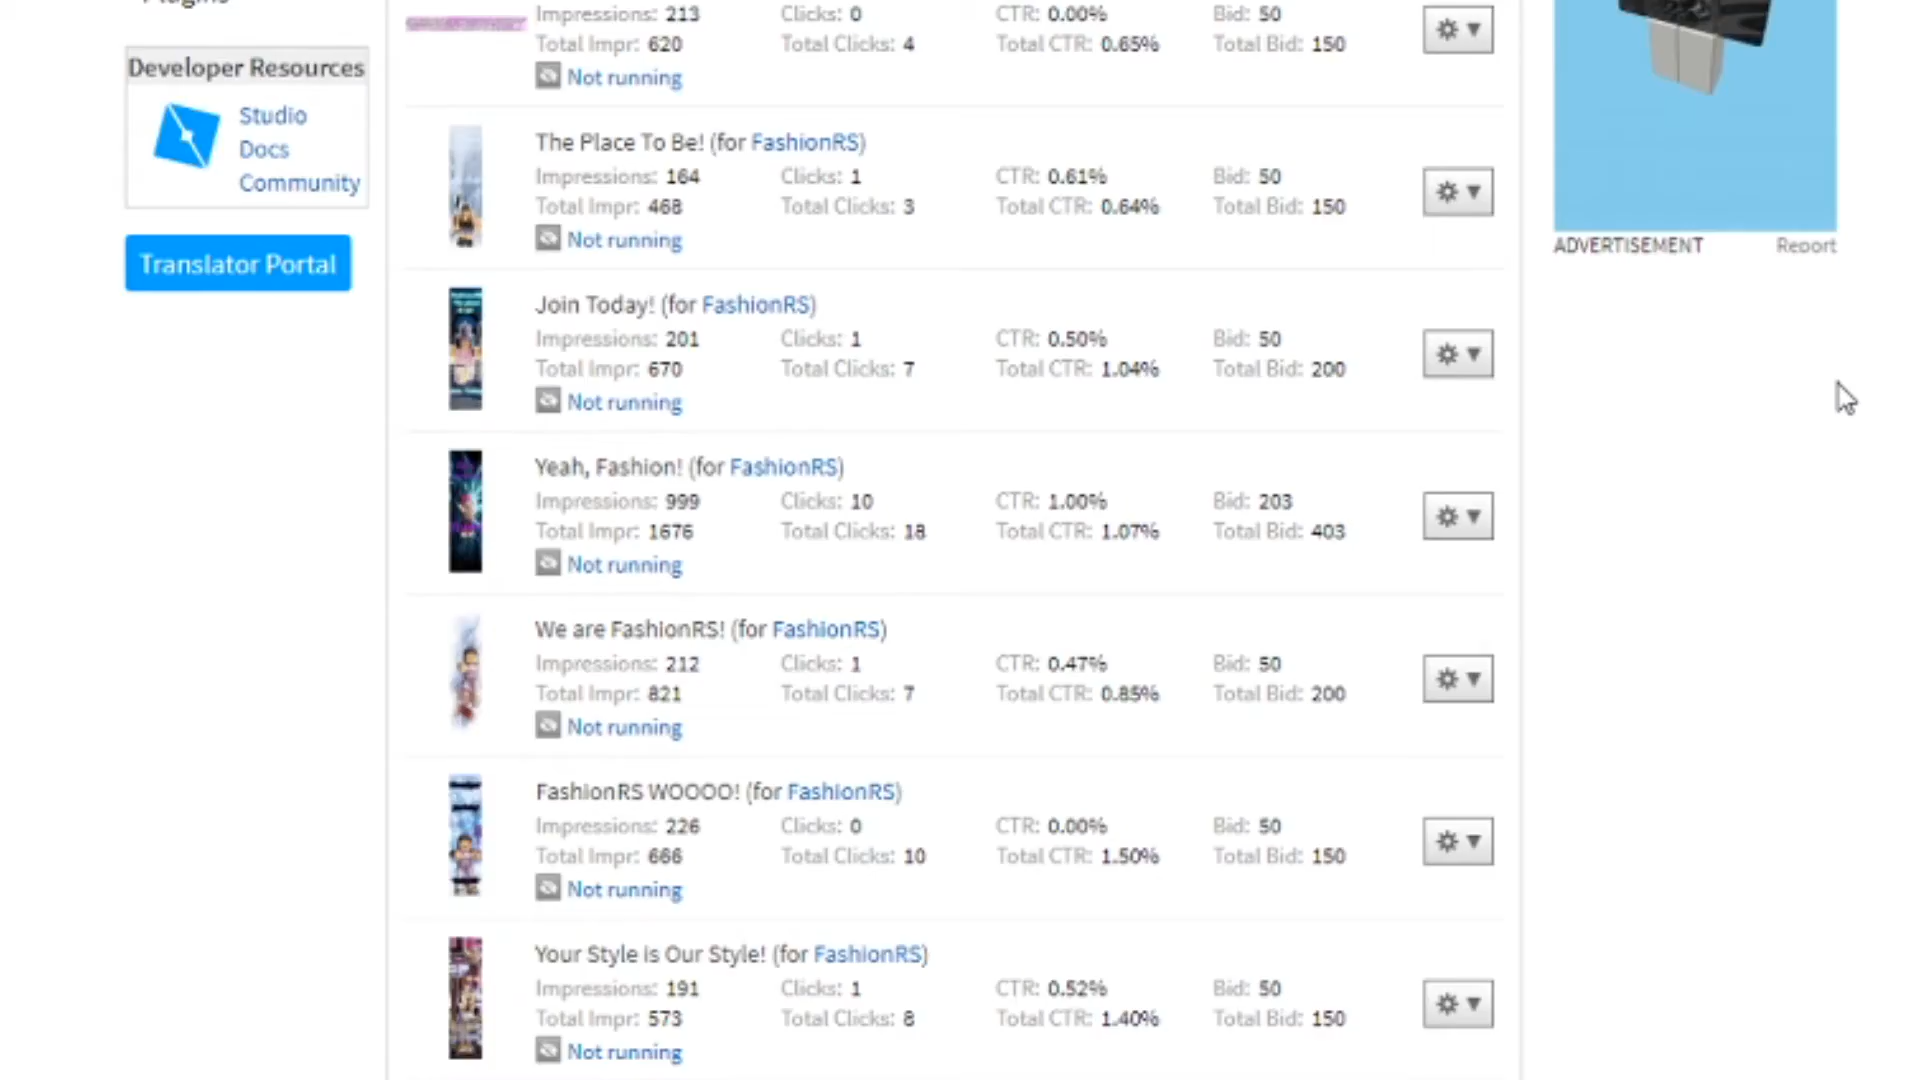 Plugins
Developer Resources
Studio
Docs
Community
Translator Portal
Impressions: 213 Clicks: 0 CTR: 0.00% Bid: 50
Total Impr: 620 Total Clicks: 4 Total CTR: 0.65% Total Bid: 150
Not running
The Place To Be! (for FashionRS)
Impressions: 164 Clicks: 1 CTR: 0.61% Bid: 50
Total Impr: 468 Total Clicks: 3 Total CTR: 0.64% Total Bid: 150
Not running
Join Today! (for FashionRS)
Impressions: 201 Clicks: 1 CTR: 0.50% Bid: 50
Total Impr: 670 Total Clicks: 7 Total CTR: 1.04% Total Bid: 200
Not running
Yeah, Fashion! (for FashionRS)
Impressions: 999 Clicks: 10 CTR: 1.00% Bid: 203
Total Impr: 1676 Total Clicks: 18 Total CTR: 1.07% Total Bid: 403
Not running
We are FashionRS! (for FashionRS)
Impressions: 212 Clicks: 1 CTR: 0.47% Bid: 50
Total Impr: 821 Total Clicks: 7 Total CTR: 0.85% Total Bid: 200
Not running
FashionRS WOOOO! (for FashionRS)
Impressions: 226 Clicks: 0 CTR: 0.00% Bid: 50
Total Impr: 666 Total Clicks: 10 Total CTR: 1.50% Total Bid: 150
Not running
Your Style is Our Style! (for FashionRS)
Impressions: 191 Clicks: 1 CTR: 0.52% Bid: 50
Total Impr: 573 Total Clicks: 8 Total CTR: 1.40% Total Bid: 150
Not running
ADVERTISEMENT Report